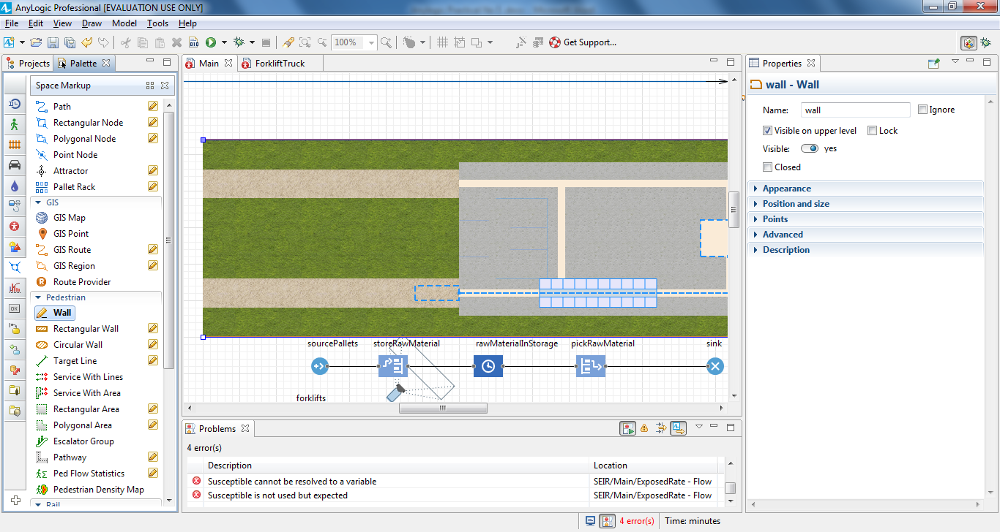 AnyLogic Professional [EVALUATION USE ONLY]
File Edit View Draw Model Tools Help
100% Get Support...
Projects Palette
Space Markup
Path
Rectangular Node
Polygonal Node
Point Node
Attractor
Pallet Rack
GIS
GIS Map
GIS Point
GIS Route
GIS Region
Route Provider
Pedestrian
Wall
Rectangular Wall
Circular Wall
Target Line
Service With Lines
Service With Area
Rectangular Area
Polygonal Area
Escalator Group
Pathway
Ped Flow Statistics
Pedestrian Density Map
Rail
Main ForkliftTruck
sourcePallets storeRawMaterial rawMaterialInStorage pickRawMaterial sink
forklifts
Problems
4 error(s)
Description Location
Susceptible cannot be resolved to a variable SEIR/Main/ExposedRate - Flow
Susceptible is not used but expected SEIR/Main/ExposedRate - Flow
Properties
wall - Wall
Name: wall Ignore
Visible on upper level Lock
Visible: yes
Closed
Appearance
Position and size
Points
Advanced
Description
4 error(s) Time: minutes